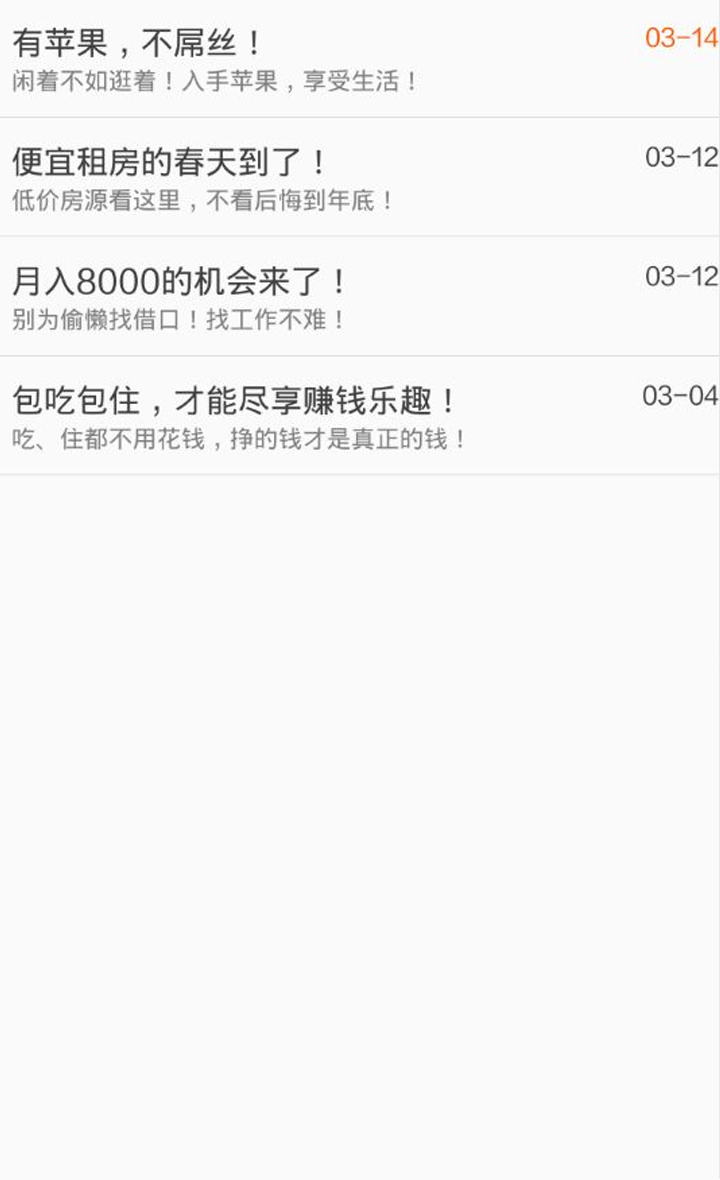 有苹果，不屌丝！
03-14
闲着不如逛着！入手苹果，享受生活！
便宜租房的春天到了！
03-12
低价房源看这里，不看后悔到年底！
月入8000的机会来了！
03-12
别为偷懒找借口！找工作不难！
包吃包住，才能尽享赚钱乐趣！
03-04
吃、住都不用花钱，挣的钱才是真正的钱！